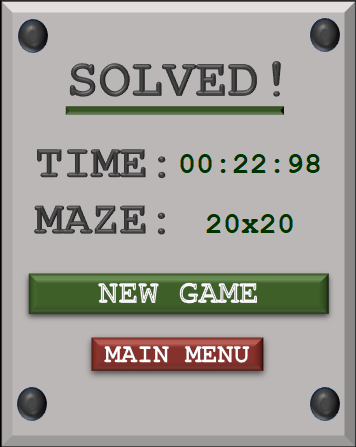 SOLVED!
TIME: 00:22:98
MAZE: 20x20
NEW GAME
MAIN MENU